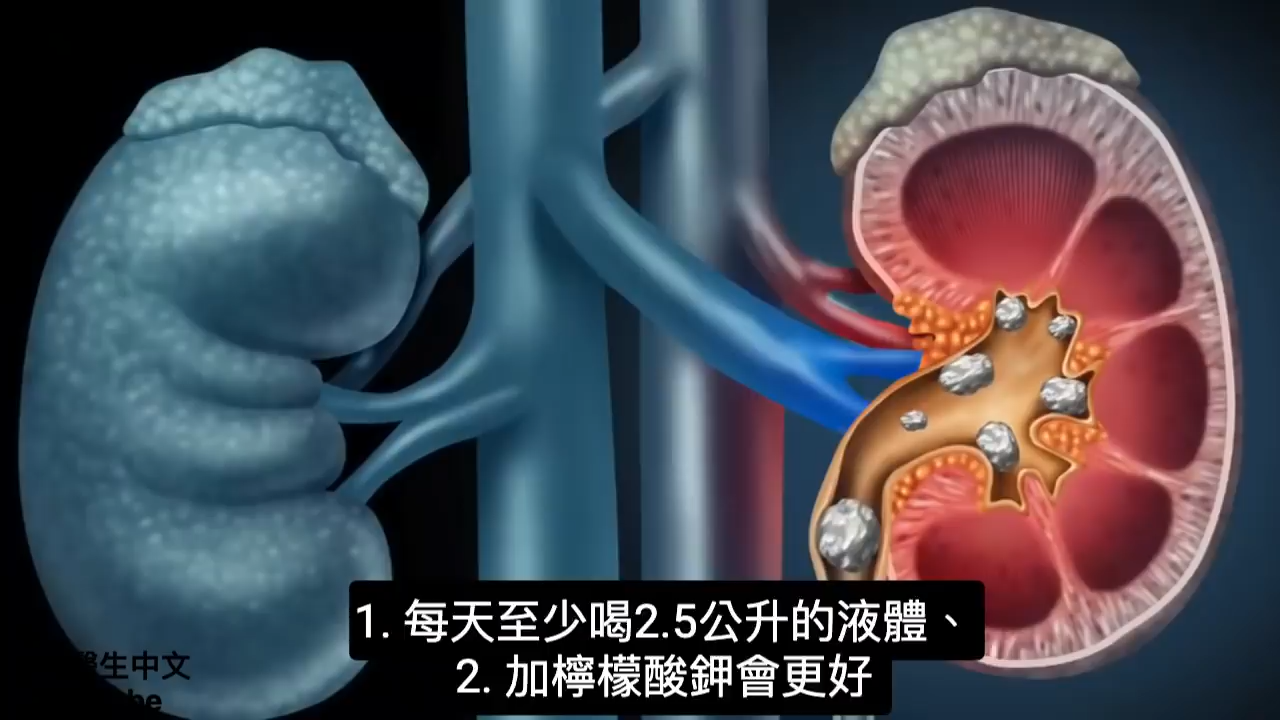 1. 每天至少喝2.5公升的液體、
2. 加檸檬酸鉀會更好
醫生中文